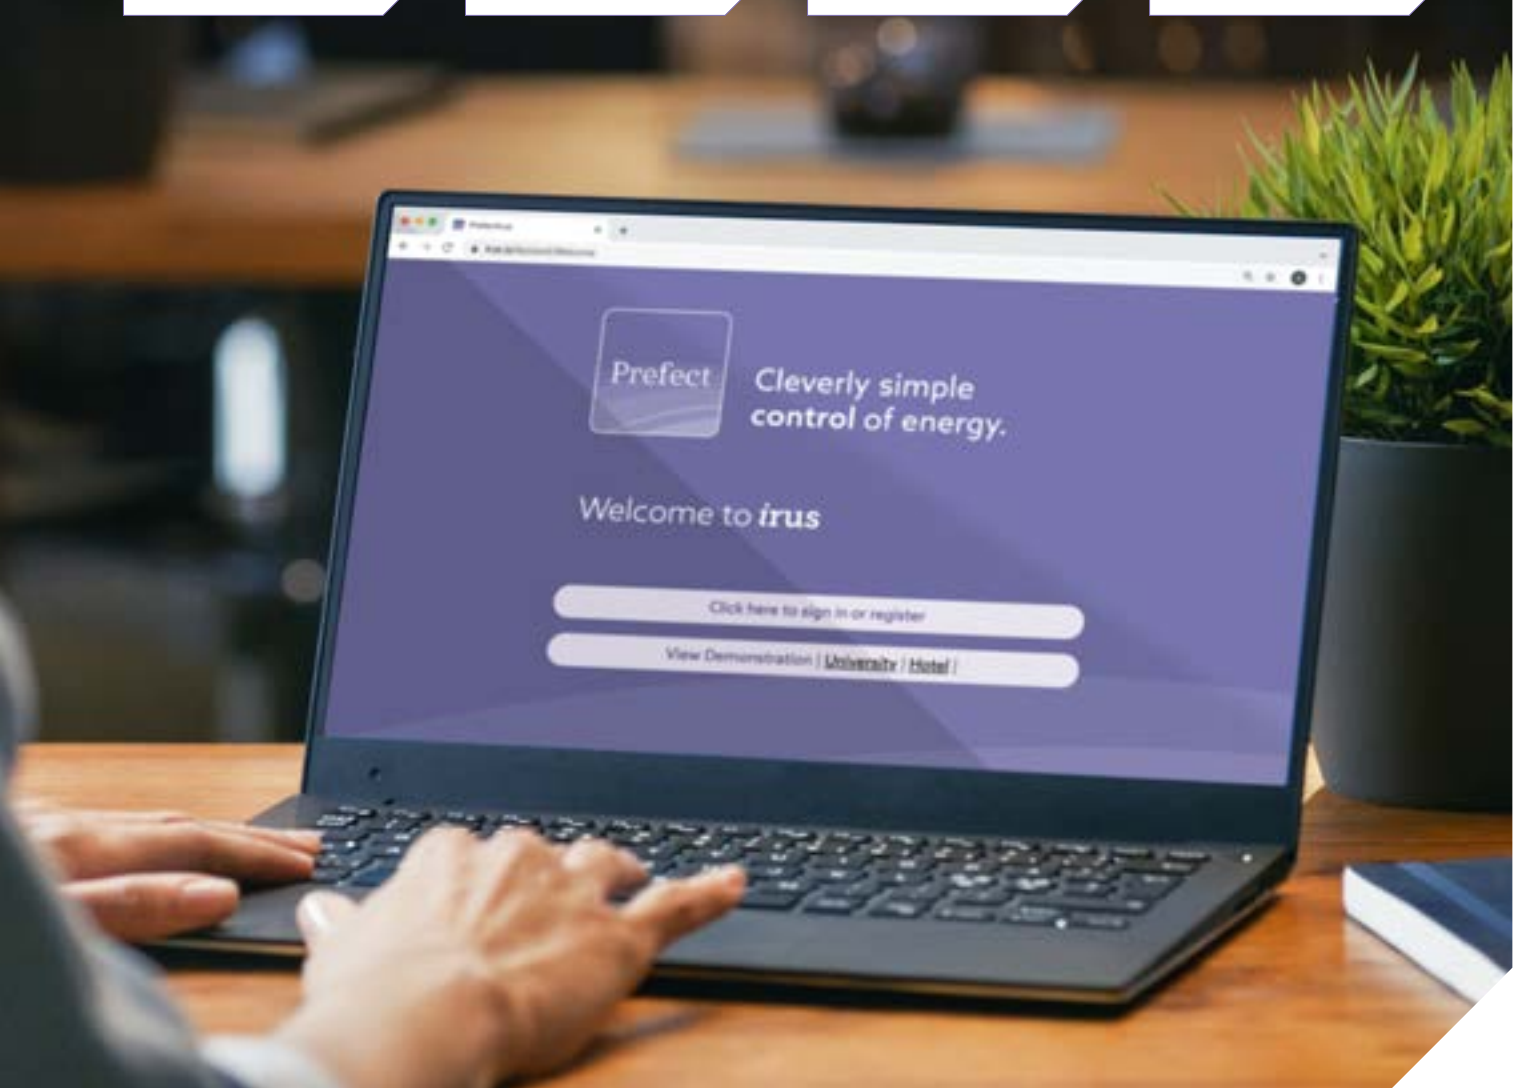 Prefect
Cleverly simple
control of energy.
Welcome to irus
Click here to sign in or register
View Demonstration | University | Hotel |